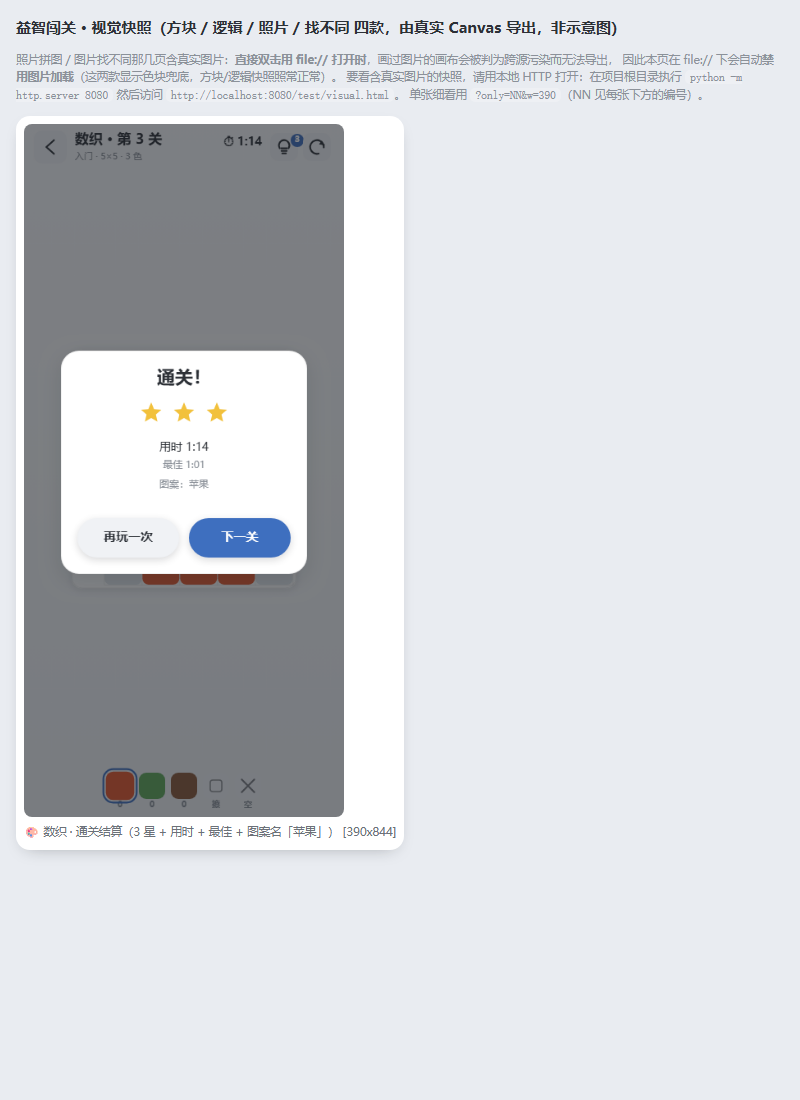 益智闯关 · 视觉快照（方块 / 逻辑 / 照片 / 找不同 四款，由真实 Canvas 导出，非示意图）
照片拼图 / 图片找不同那几页含真实图片：直接双击用 file:// 打开时，画过图片的画布会被判为跨源污染而无法导出， 因此本页在 file:// 下会自动禁
用图片加载（这两款显示色块兜底，方块/逻辑快照照常正常）。 要看含真实图片的快照，请用本地 HTTP 打开：在项目根目录执行 python -m
http.server 8080 然后访问 http://localhost:8080/test/visual.html 。 单张细看用 ?only=NN&w=390 （NN 见每张下方的编号）。
数织 · 第 3 关
入门 · 5×5 · 3 色
1:14
3
通关！
用时 1:14
最佳 1:01
图案：苹果
再玩一次
下一关
0 0 0 空
数织 · 通关结算（3 星 + 用时 + 最佳 + 图案名「苹果」） [390x844]